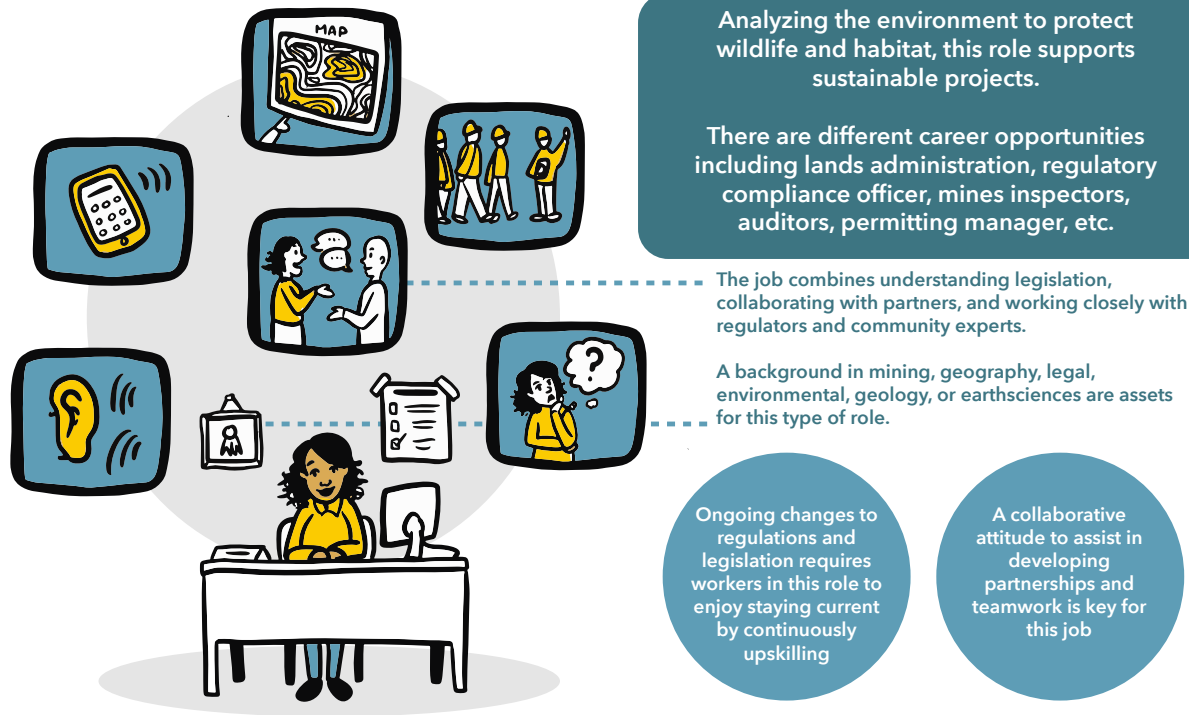 MAP
Analyzing the environment to protect
wildlife and habitat, this role supports
sustainable projects.
There are different career opportunities
including lands administration, regulatory
compliance officer, mines inspectors,
auditors, permitting manager, etc.
The job combines understanding legislation,
collaborating with partners, and working closely with
regulators and community experts.
A background in mining, geography, legal,
environmental, geology, or earthsciences are assets
for this type of role.
?
Ongoing changes to
regulations and
legislation requires
workers in this role to
enjoy staying current
by continuously
upskilling
A collaborative
attitude to assist in
developing
partnerships and
teamwork is key for
this job